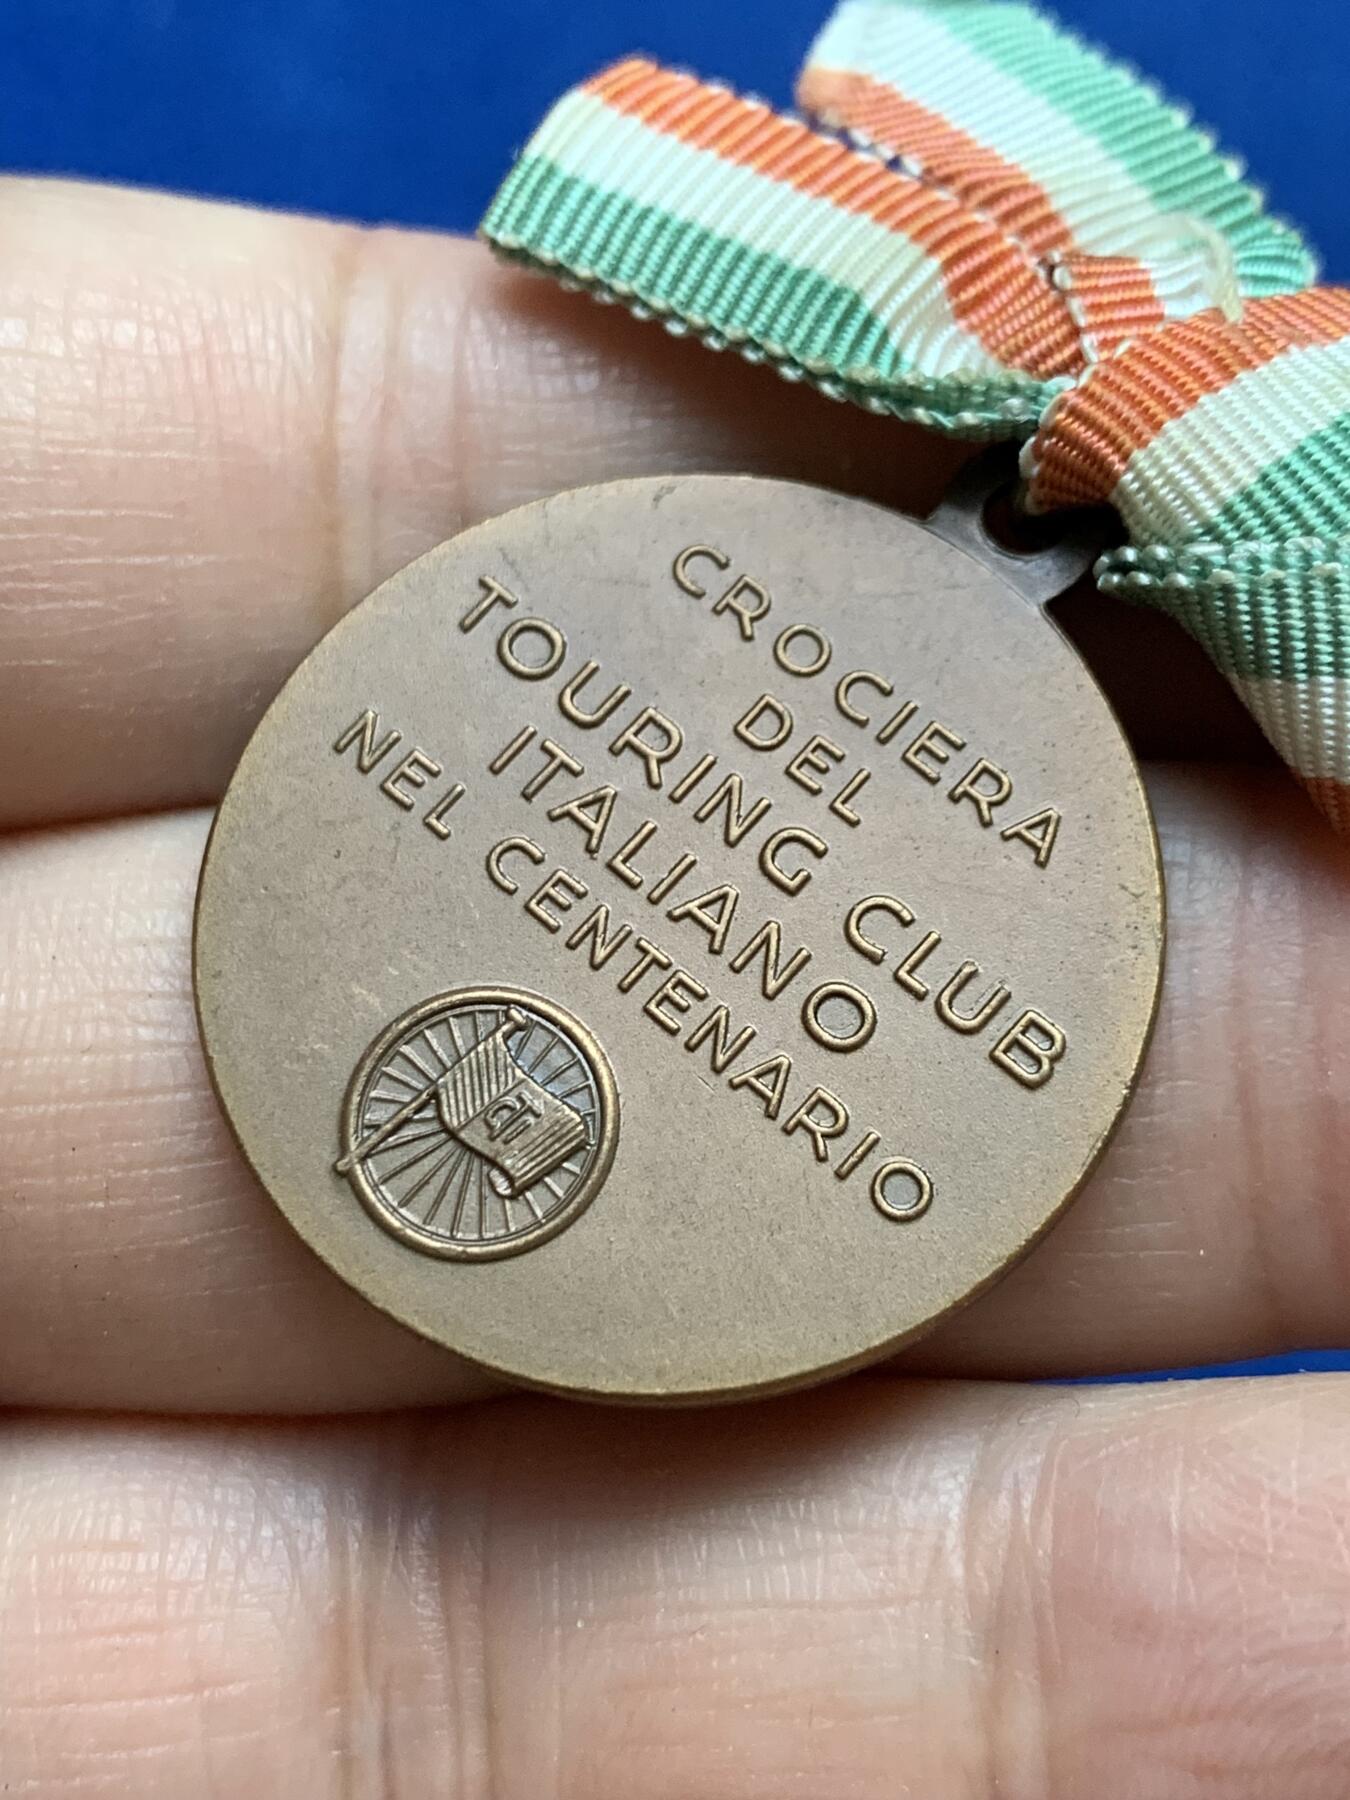 CROCIERA
DEL
TOURING CLUB
ITALIANO
NEL CENTENARIO